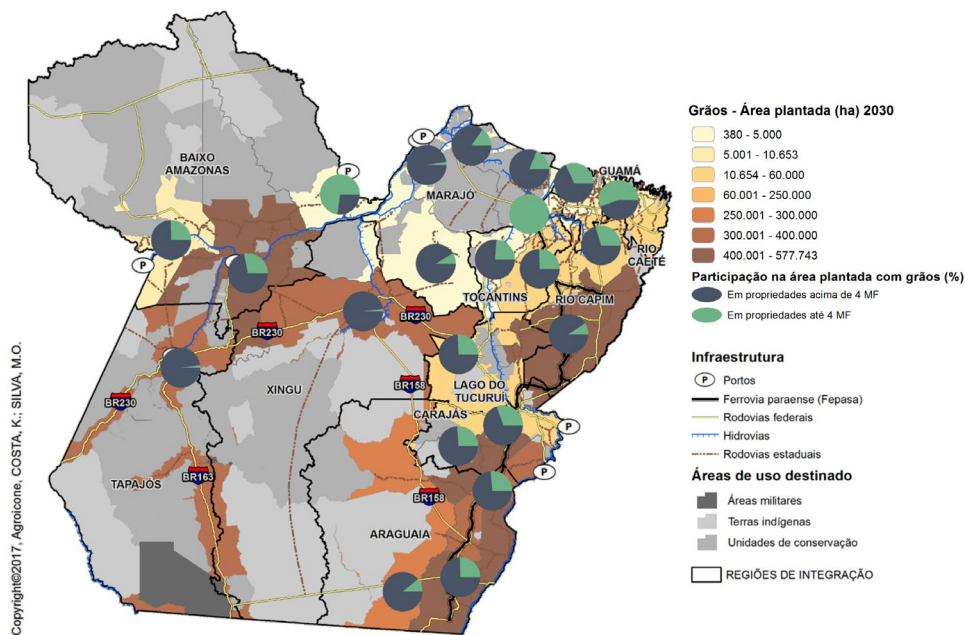 Grãos - Área plantada (ha) 2030
380 - 5.000
5.001 - 10.653
10.654 - 60.000
60.001 - 250.000
250.001 - 300.000
300.001 - 400.000
400.001 - 577.743
Participação na área plantada com grãos (%)
Em propriedades acima de 4 MF
Em propriedades até 4 MF
Infraestrutura
P Portos
Ferrovia paraense (Fepasa)
Rodovias federais
Hidrovias
Rodovias estaduais
Áreas de uso destinado
Áreas militares
Terras indígenas
Unidades de conservação
REGIÕES DE INTEGRAÇÃO
BAIXO
AMAZONAS
P
P
MARAJÓ
GUAMÁ
P
RIO
CAETÉ
TOCANTINS
RIO CAPIM
BR230
BR230
XINGU
BR158
LAGO DO
TUCURUÍ
BR230
CARAJÁS
P
P
TAPAJÓS
BR163
BR158
ARAGUAIA
Copyright©2017, Agroicone, COSTA, K.; SILVA, M.O.